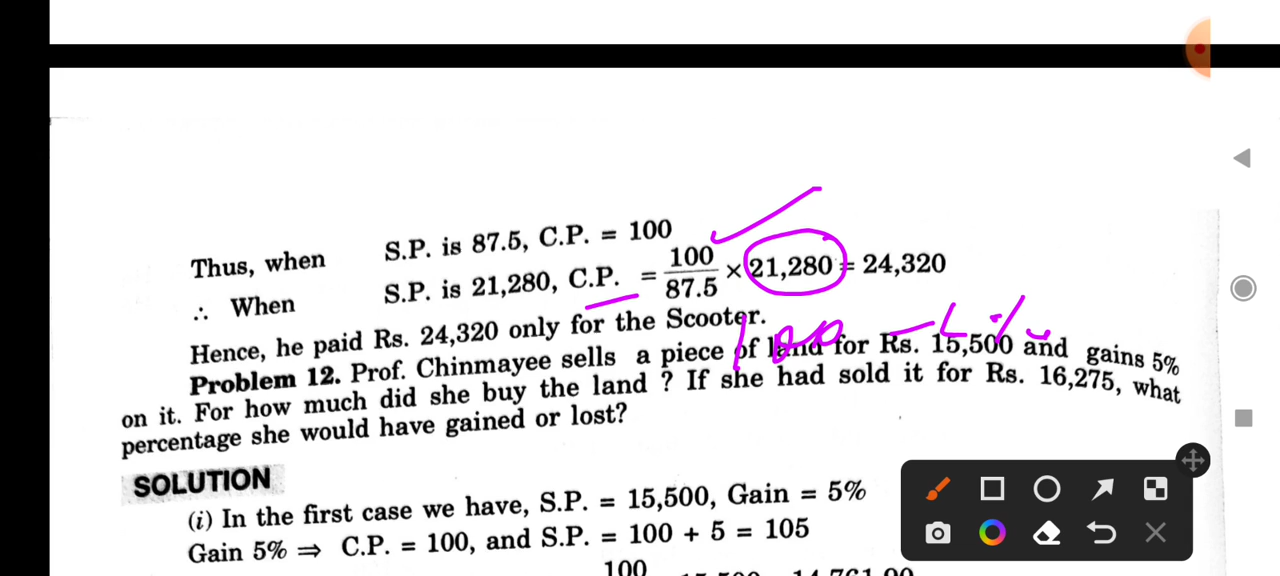 Thus, when S.P. is 87.5, C.P. = 100
∴ When S.P. is 21,280, C.P. = 100/87.5 × 21,280 = 24,320
100 – L %
Hence, he paid Rs. 24,320 only for the Scooter.
Problem 12. Prof. Chinmayee sells a piece of land for Rs. 15,500 and gains 5%
on it. For how much did she buy the land ? If she had sold it for Rs. 16,275, what
percentage she would have gained or lost?
SOLUTION
(i) In the first case we have, S.P. = 15,500, Gain = 5%
Gain 5% ⇒ C.P. = 100, and S.P. = 100 + 5 = 105
100